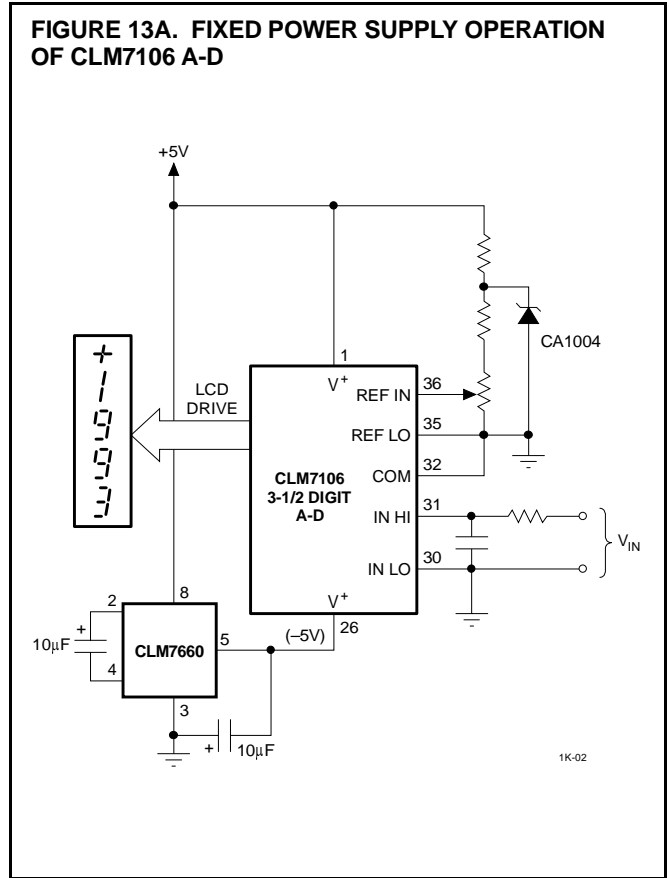 FIGURE 13A. FIXED POWER SUPPLY OPERATION
OF CLM7106 A-D
+5V
1
V+
LCD
DRIVE
REF IN
36
CA1004
REF LO
35
COM
32
CLM7106
3-1/2 DIGIT
A-D
IN HI
31
VIN
IN LO
30
V+
26
(–5V)
+1999
8
2
+
10µF
4
CLM7660
5
3
+
10µF
1K-02